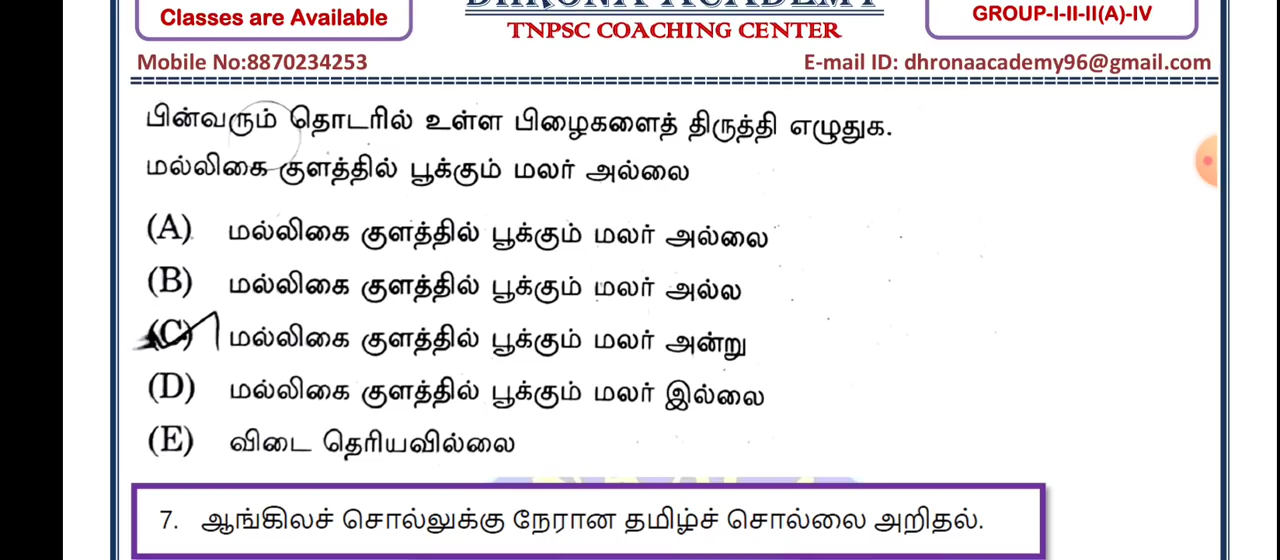 Classes are Available
DHRONA ACADEMY
TNPSC COACHING CENTER
GROUP-I-II-II(A)-IV
Mobile No:8870234253
E-mail ID: dhronaacademy96@gmail.com
பின்வரும் தொடரில் உள்ள பிழைகளைத் திருத்தி எழுதுக.
மல்லிகை குளத்தில் பூக்கும் மலர் அல்லை
(A) மல்லிகை குளத்தில் பூக்கும் மலர் அல்லை
(B) மல்லிகை குளத்தில் பூக்கும் மலர் அல்ல
(C) மல்லிகை குளத்தில் பூக்கும் மலர் அன்று
(D) மல்லிகை குளத்தில் பூக்கும் மலர் இல்லை
(E) விடை தெரியவில்லை
7. ஆங்கிலச் சொல்லுக்கு நேரான தமிழ்ச் சொல்லை அறிதல்.